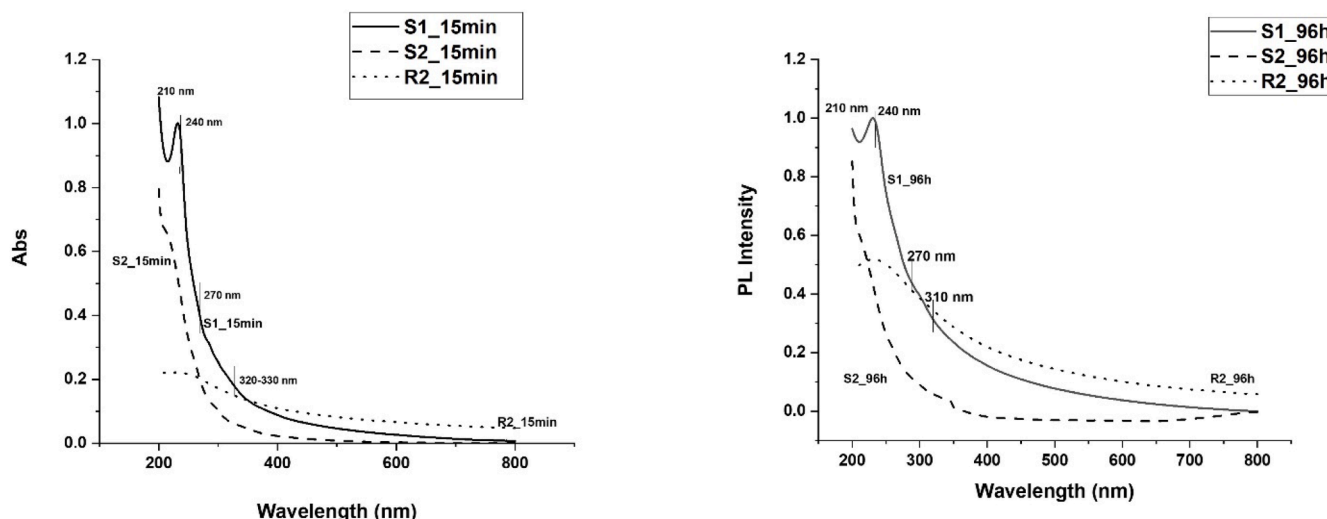 S1_15min
S2_15min
R2_15min
1.2
1.0
0.8
0.6
0.4
0.2
0.0
Abs
210 nm
240 nm
S2_15min
270 nm
S1_15min
320-330 nm
R2_15min
200
400
600
800
Wavelength (nm)
S1_96h
S2_96h
R2_96h
1.2
1.0
0.8
0.6
0.4
0.2
0.0
PL Intensity
210 nm
240 nm
S1_96h
270 nm
310 nm
S2_96h
R2_96h
200
300
400
500
600
700
800
Wavelength (nm)